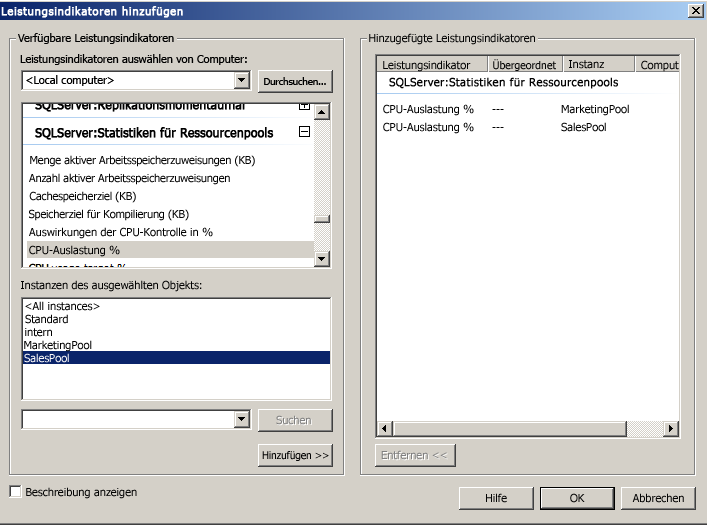 Leistungsindikatoren hinzufügen
Verfügbare Leistungsindikatoren
Leistungsindikatoren auswählen von Computer:
<Local computer>
Durchsuchen...
SQLServer:Replikationsmomentaufnahme
SQLServer:Statistiken für Ressourcenpools
Menge aktiver Arbeitsspeicherzuweisungen (KB)
Anzahl aktiver Arbeitsspeicherzuweisungen
Cachespeicherziel (KB)
Speicherziel für Kompilierung (KB)
Auswirkungen der CPU-Kontrolle in %
CPU-Auslastung %
CPU usage target %
Instanzen des ausgewählten Objekts:
<All instances>
Standard
intern
MarketingPool
SalesPool
Suchen
Hinzufügen >>
Hinzugefügte Leistungsindikatoren
Leistungsindikator Übergeordnet Instanz Comput
SQLServer:Statistiken für Ressourcenpools
CPU-Auslastung % --- MarketingPool
CPU-Auslastung % --- SalesPool
Entfernen <<
Beschreibung anzeigen
Hilfe OK Abbrechen